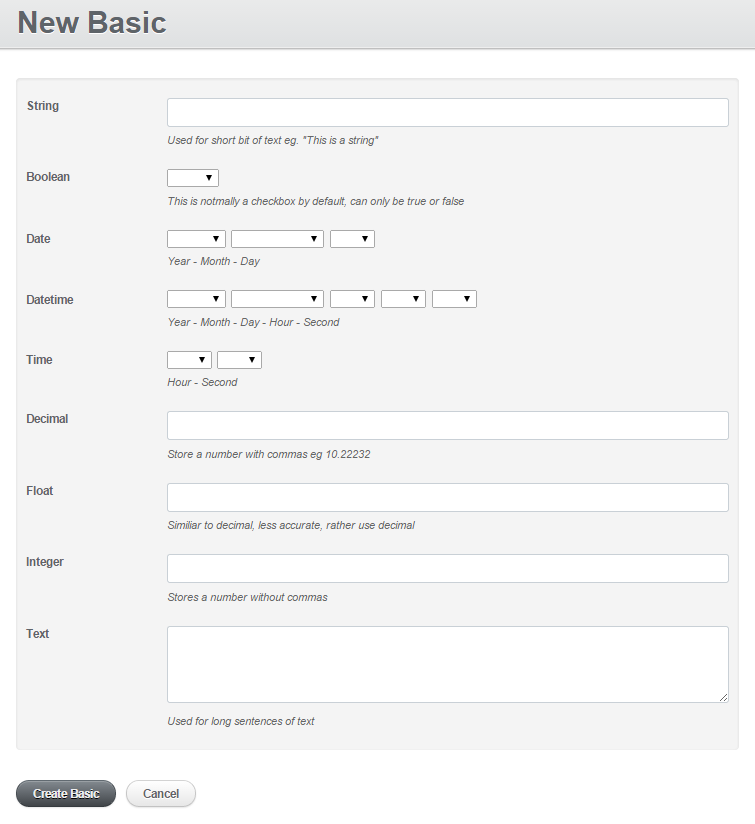 New Basic
String
Used for short bit of text eg. "This is a string"
Boolean
This is notmally a checkbox by default, can only be true or false
Date
Year - Month - Day
Datetime
Year - Month - Day - Hour - Second
Time
Hour - Second
Decimal
Store a number with commas eg 10.22232
Float
Similiar to decimal, less accurate, rather use decimal
Integer
Stores a number without commas
Text
Used for long sentences of text
Create Basic Cancel